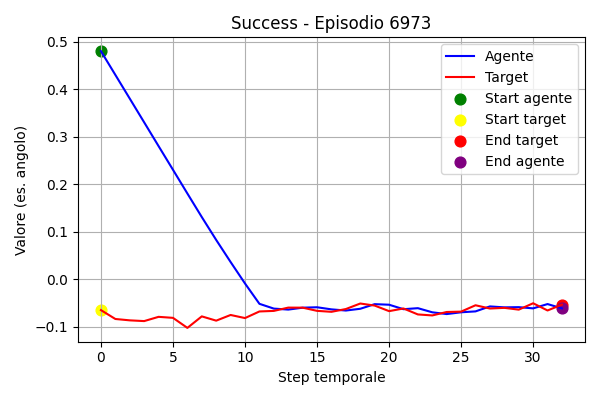 Success - Episodio 6973
Valore (es. angolo)
0.5
0.4
0.3
0.2
0.1
0.0
−0.1
Agente
Target
Start agente
Start target
End target
End agente
0 5 10 15 20 25 30
Step temporale